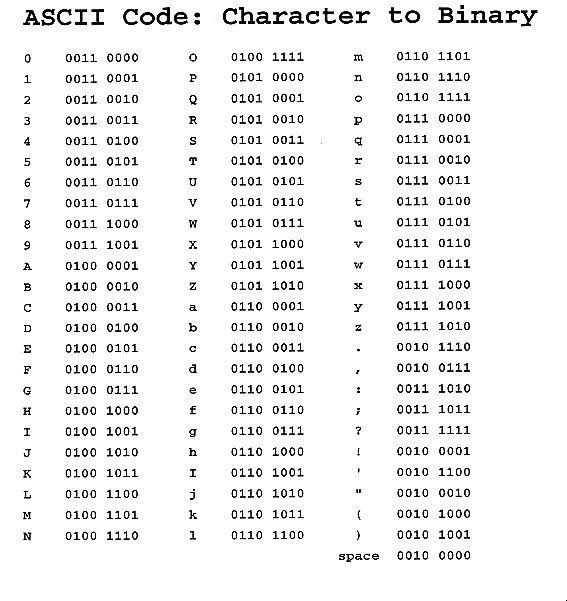 ASCII Code: Character to Binary
0 0011 0000 O 0100 1111 m 0110 1101
1 0011 0001 P 0101 0000 n 0110 1110
2 0011 0010 Q 0101 0001 o 0110 1111
3 0011 0011 R 0101 0010 p 0111 0000
4 0011 0100 S 0101 0011 q 0111 0001
5 0011 0101 T 0101 0100 r 0111 0010
6 0011 0110 U 0101 0101 s 0111 0011
7 0011 0111 V 0101 0110 t 0111 0100
8 0011 1000 W 0101 0111 u 0111 0101
9 0011 1001 X 0101 1000 v 0111 0110
A 0100 0001 Y 0101 1001 w 0111 0111
B 0100 0010 Z 0101 1010 x 0111 1000
C 0100 0011 a 0110 0001 y 0111 1001
D 0100 0100 b 0110 0010 z 0111 1010
E 0100 0101 c 0110 0011 . 0010 1110
F 0100 0110 d 0110 0100 , 0010 0111
G 0100 0111 e 0110 0101 : 0011 1010
H 0100 1000 f 0110 0110 ; 0011 1011
I 0100 1001 g 0110 0111 ? 0011 1111
J 0100 1010 h 0110 1000 ! 0010 0001
K 0100 1011 I 0110 1001 ' 0010 1100
L 0100 1100 j 0110 1010 " 0010 0010
M 0100 1101 k 0110 1011 ( 0010 1000
N 0100 1110 l 0110 1100 ) 0010 1001
space 0010 0000